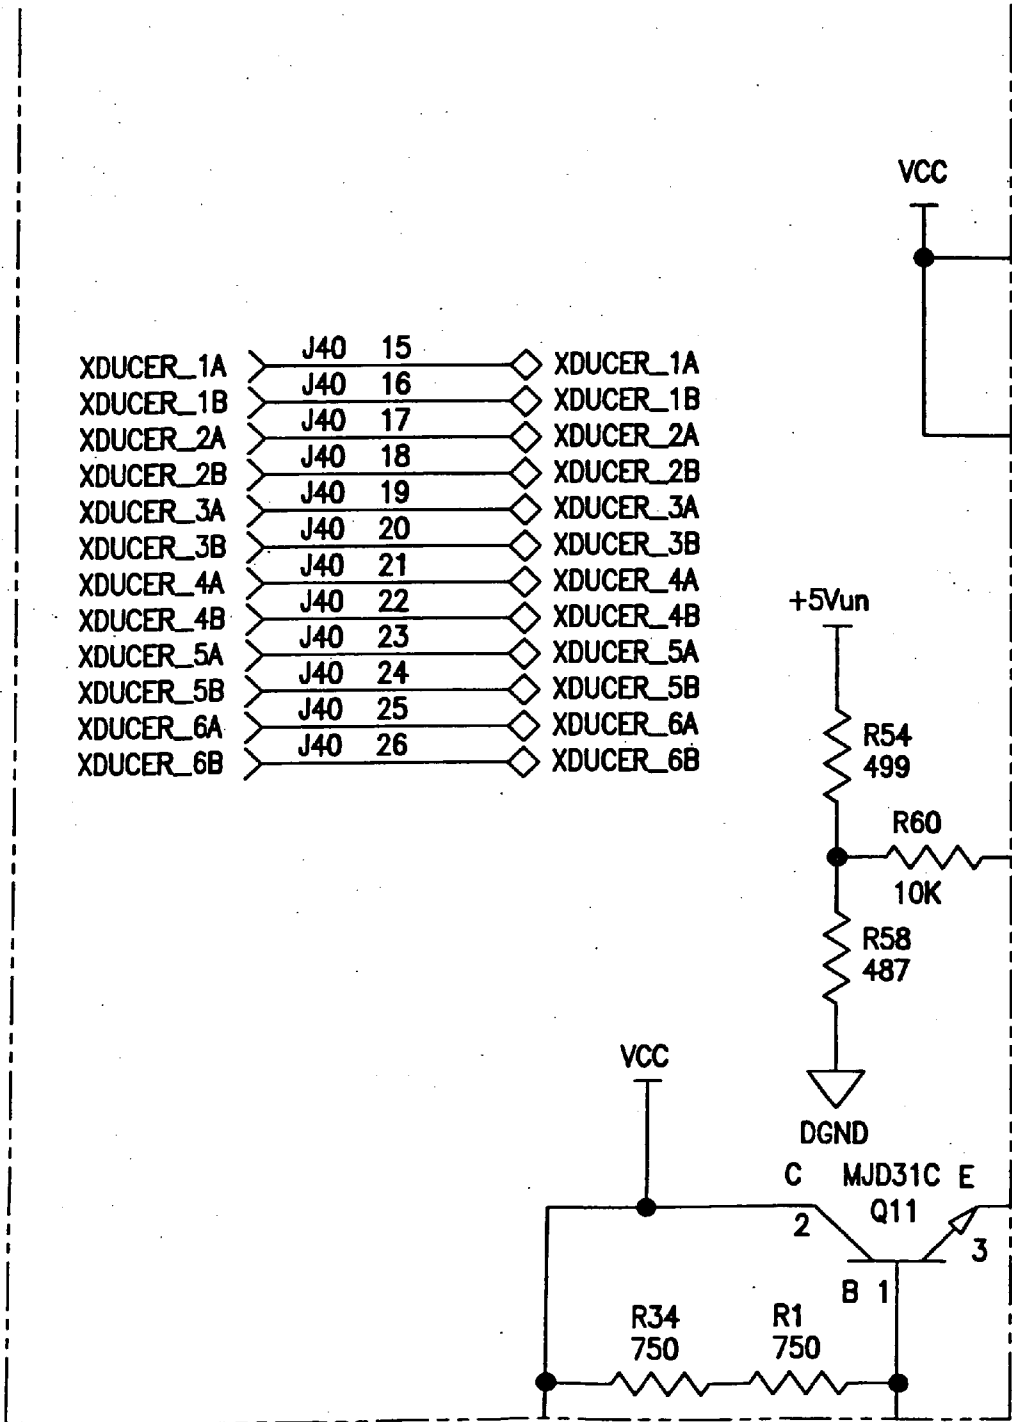 VCC
XDUCER_1A J40 15 XDUCER_1A
XDUCER_1B J40 16 XDUCER_1B
XDUCER_2A J40 17 XDUCER_2A
XDUCER_2B J40 18 XDUCER_2B
XDUCER_3A J40 19 XDUCER_3A
XDUCER_3B J40 20 XDUCER_3B
XDUCER_4A J40 21 XDUCER_4A
XDUCER_4B J40 22 XDUCER_4B
XDUCER_5A J40 23 XDUCER_5A
XDUCER_5B J40 24 XDUCER_5B
XDUCER_6A J40 25 XDUCER_6A
XDUCER_6B J40 26 XDUCER_6B
+5Vun
R54
499
R60
10K
R58
487
DGND
VCC
C MJD31C E
Q11
2
3
B 1
R34
750
R1
750